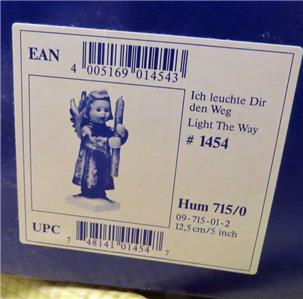 EAN
4 005169 014543
Ich leuchte Dir
den Weg
Light The Way
# 1454
Hum 715/0
09-715-01-2
12,5 cm/5 inch
UPC
7 48141 01454 7